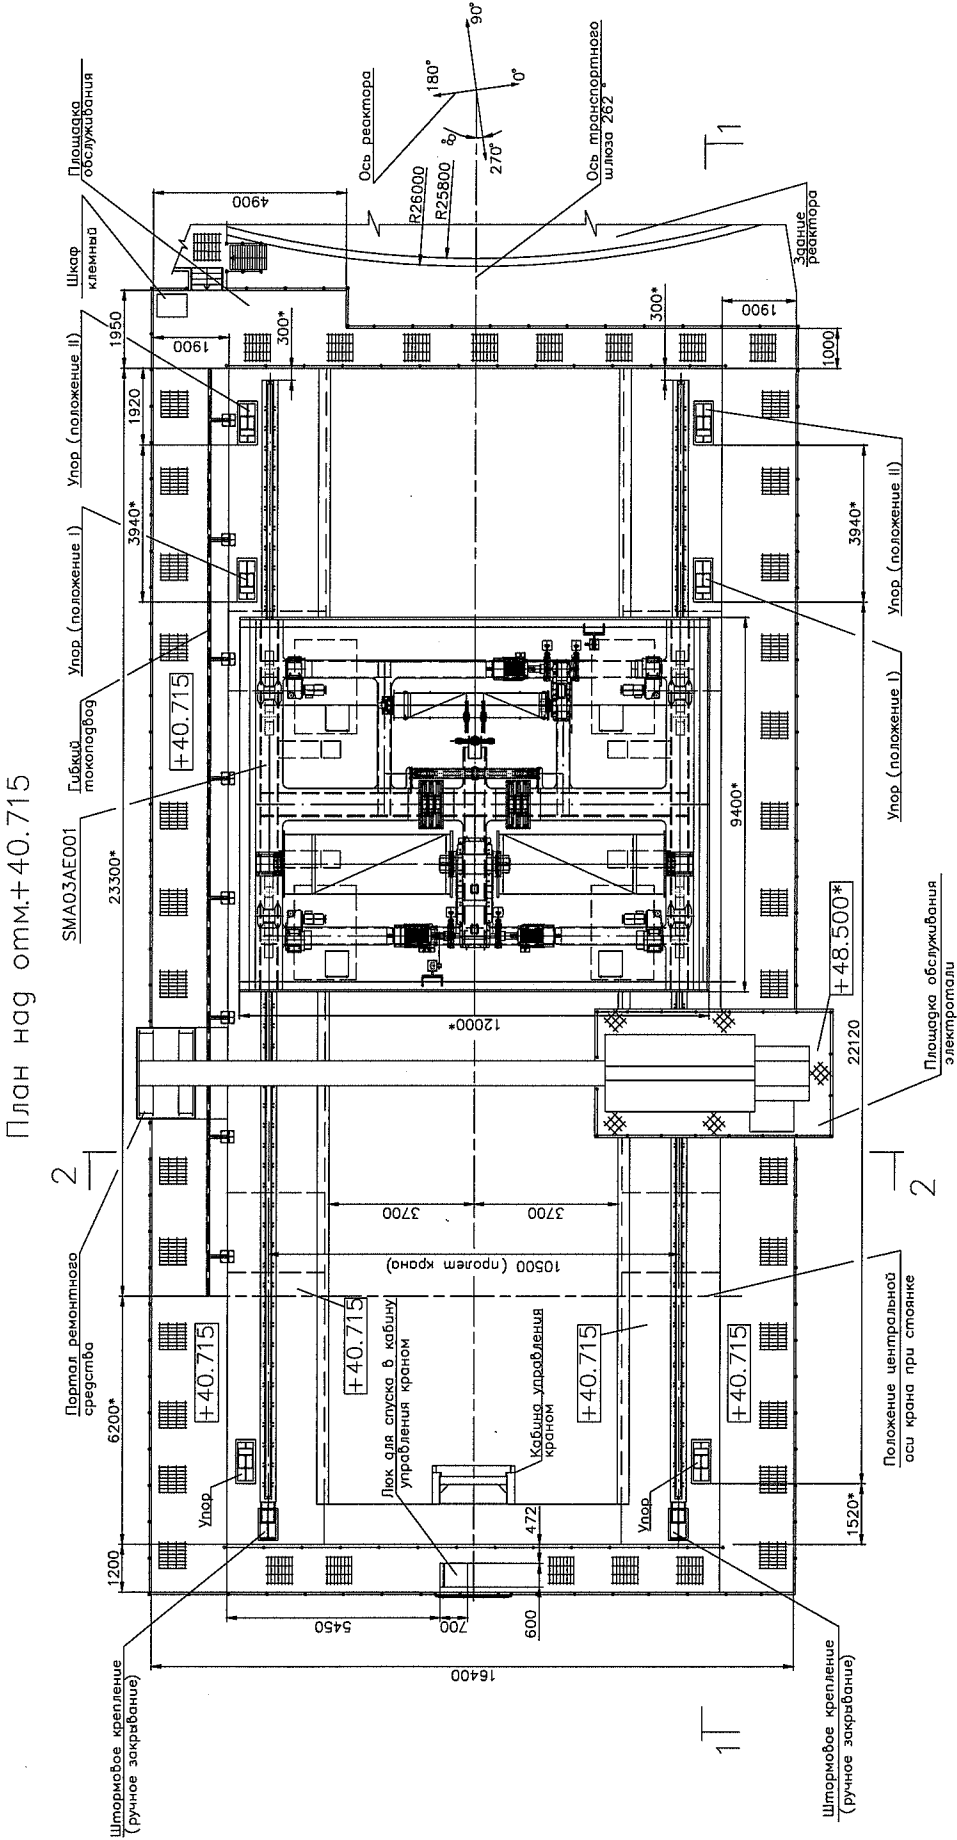 План над отм.+40.715
Штормовое крепление
(ручное закрывание)
Портал ремонтного
средства
2
SMA03AE001
Гибкий
токоподвод
Упор (положение I)
Упор (положение II)
Шкаф
клемный
Площадка
обслуживания
1200
6200*
23300*
3940*
1920
1950
1900
4900
+40.715
+40.715
+40.715
+40.715
+40.715
Упор
Люк для спуска в кабину
управления краном
Кабина управления
краном
Упор
472
600
700
5450
16400
10500 (пролет крана)
3700
3700
12000*
9400*
300*
300*
1000
1900
R26000
R25800
Ось реактора
180°
90°
0°
270°
8°
Ось транспортного
шлюза 262°
Здание
реактора
1
1
+48.500*
22120
3940*
1520*
Площадка обслуживания
электротали
Упор (положение I)
Упор (положение II)
Положение центральной
оси крана при стоянке
2
Штормовое крепление
(ручное закрывание)